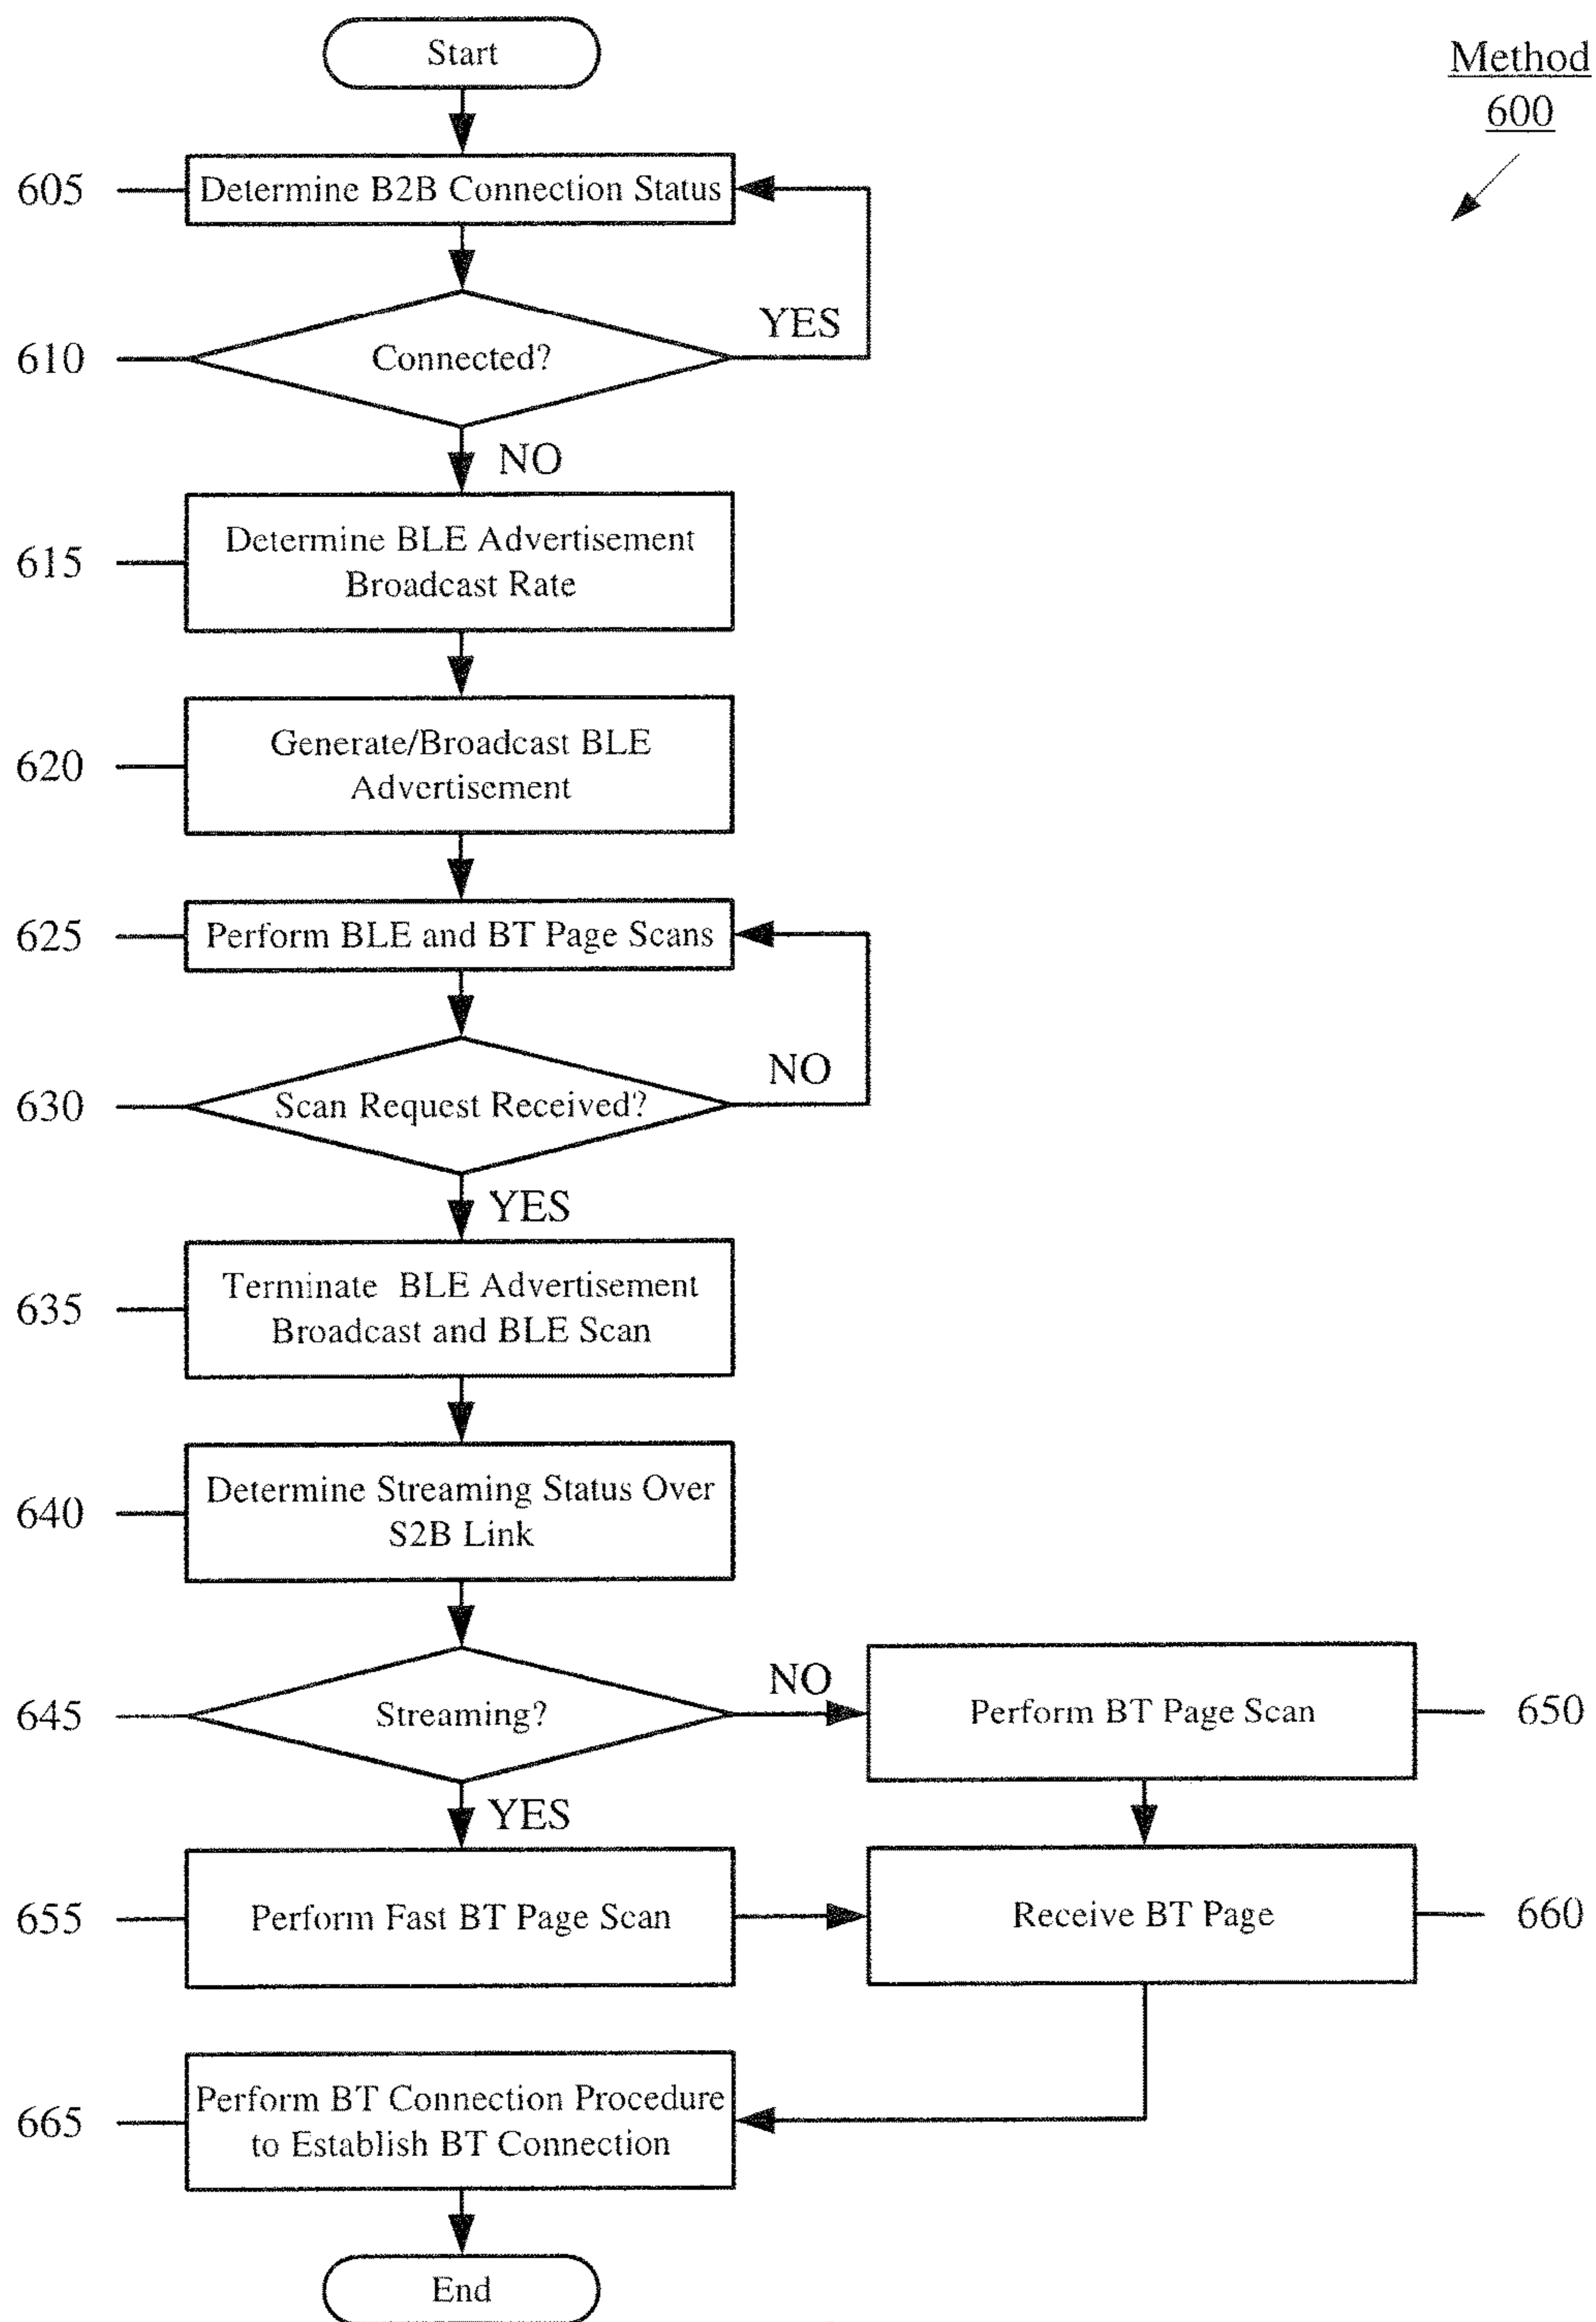 Start
Method
600
605
Determine B2B Connection Status
YES
610
Connected?
NO
615
Determine BLE Advertisement
Broadcast Rate
620
Generate/Broadcast BLE
Advertisement
625
Perform BLE and BT Page Scans
NO
630
Scan Request Received?
YES
635
Terminate BLE Advertisement
Broadcast and BLE Scan
640
Determine Streaming Status Over
S2B Link
645
Streaming?
NO
Perform BT Page Scan
650
YES
655
Perform Fast BT Page Scan
Receive BT Page
660
665
Perform BT Connection Procedure
to Establish BT Connection
End